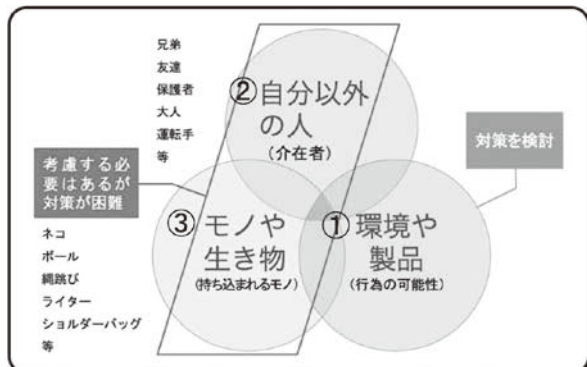 兄弟
友達
保護者
大人
運転手
等
②自分以外
の人
(介在者)
対策を検討
考慮する必
要はあるが
対策が困難
③モノや
生き物
(持ち込まれるモノ)
①環境や
製品
(行為の可能性)
ネコ
ボール
縄跳び
ライター
ショルダーバッグ
等